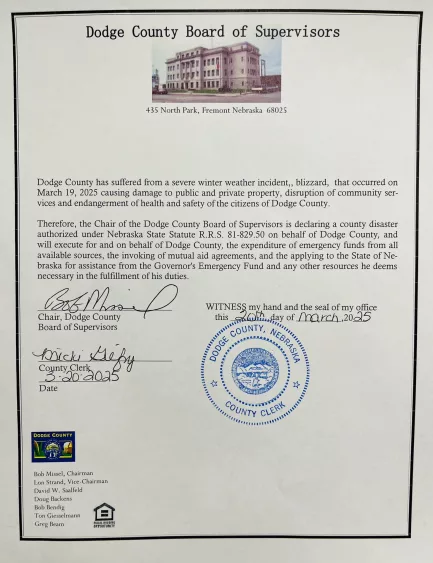 Dodge County Board of Supervisors
435 North Park, Fremont Nebraska 68025
Dodge County has suffered from a severe winter weather incident,, blizzard, that occurred on
March 19, 2025 causing damage to public and private property, disruption of community ser-
vices and endangerment of health and safety of the citizens of Dodge County.
Therefore, the Chair of the Dodge County Board of Supervisors is declaring a county disaster
authorized under Nebraska State Statute R.R.S. 81-829.50 on behalf of Dodge County, and
will execute for and on behalf of Dodge County, the expenditure of emergency funds from all
available sources, the invoking of mutual aid agreements, and the applying to the State of Ne-
braska for assistance from the Governor's Emergency Fund and any other resources he deems
necessary in the fulfillment of his duties.
Bob Missel
Chair, Dodge County
Board of Supervisors
WITNESS my hand and the seal of my office
this 20th day of March, 2025
County Clerk
3-20-2025
Date
DODGE COUNTY, NEBRASKA
COUNTY CLERK
DODGE COUNTY
Bob Missel, Chairman
Lon Strand, Vice-Chairman
David W. Saalfeld
Doug Backens
Bob Bendig
Ton Giesselmann
Greg Beam
EQUAL HOUSING
OPPORTUNITY